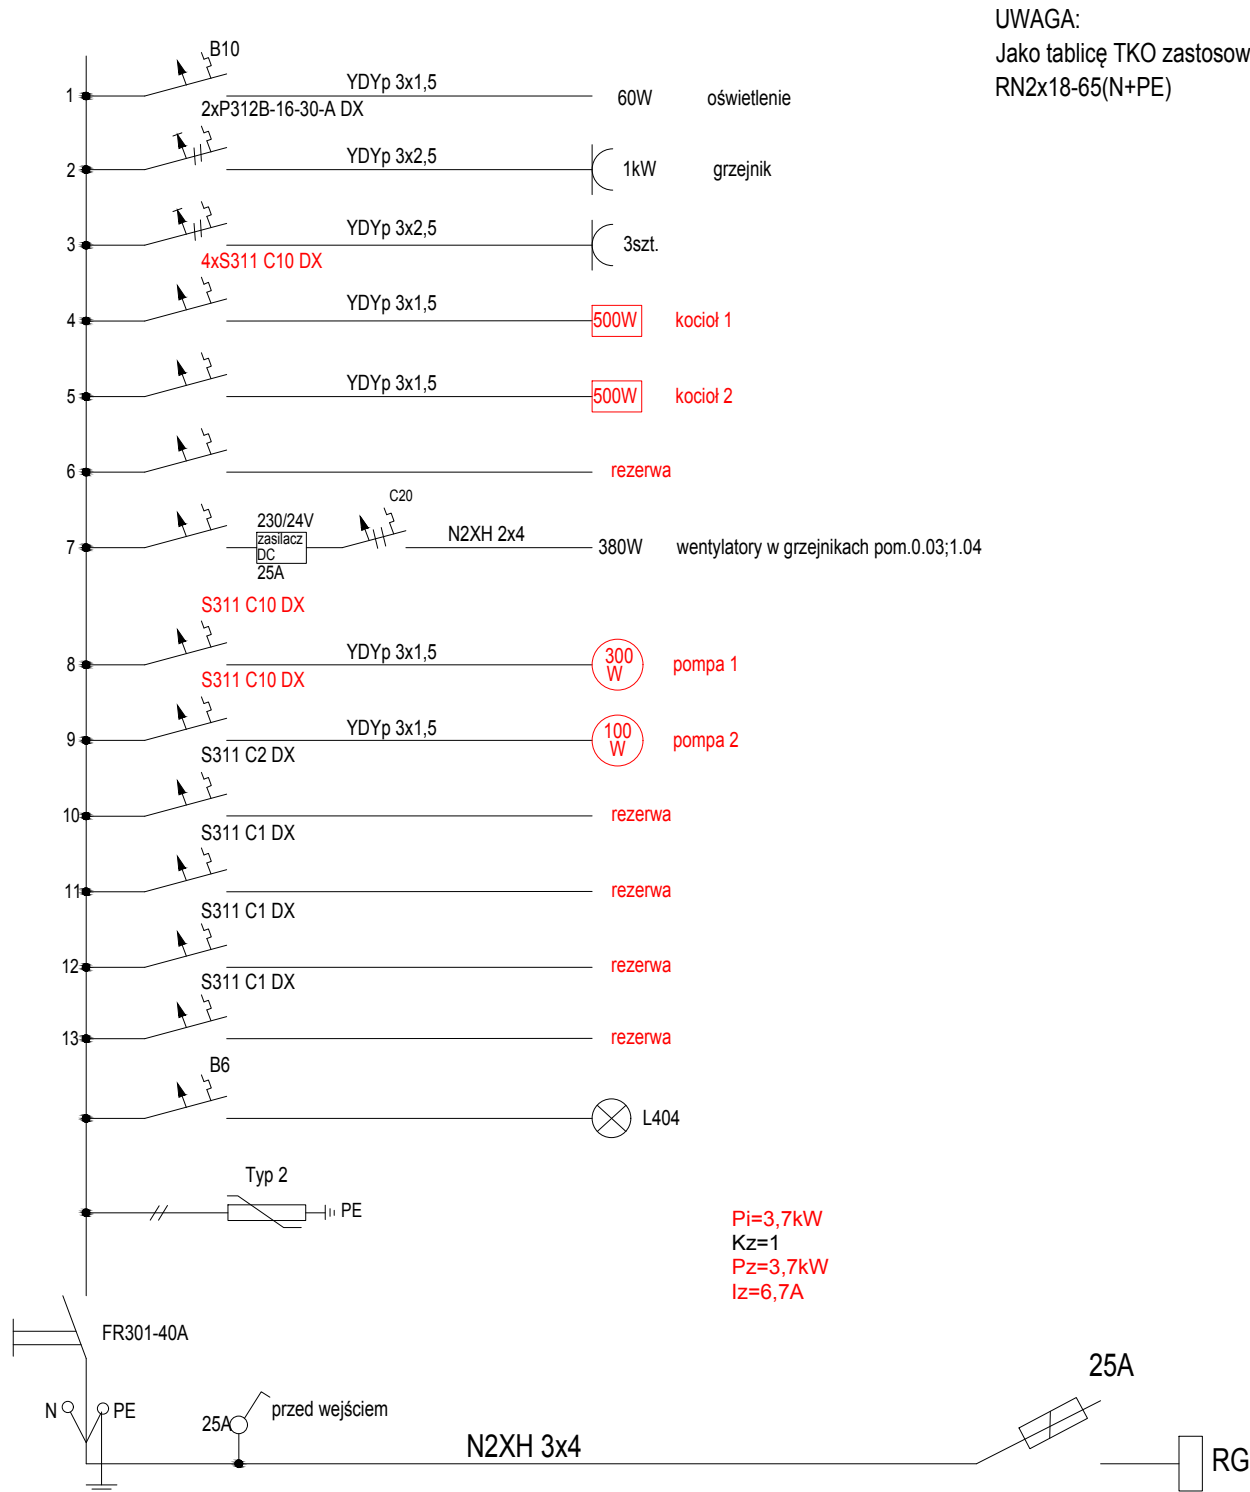 UWAGA:
Jako tablicę TKO zastosow
RN2x18-65(N+PE)
B10
1
YDYp 3x1,5
60W
oświetlenie
2xP312B-16-30-A DX
2
YDYp 3x2,5
1kW
grzejnik
3
YDYp 3x2,5
3szt.
4xS311 C10 DX
4
YDYp 3x1,5
500W
kocioł 1
5
YDYp 3x1,5
500W
kocioł 2
6
rezerwa
7
230/24V
zasilacz
DC
25A
C20
N2XH 2x4
380W
wentylatory w grzejnikach pom.0.03;1.04
S311 C10 DX
8
YDYp 3x1,5
300
W
pompa 1
S311 C10 DX
9
YDYp 3x1,5
100
W
pompa 2
S311 C2 DX
10
rezerwa
S311 C1 DX
11
rezerwa
S311 C1 DX
12
rezerwa
S311 C1 DX
13
rezerwa
B6
L404
Typ 2
PE
Pi=3,7kW
Kz=1
Pz=3,7kW
Iz=6,7A
FR301-40A
N
PE
25A
przed wejściem
N2XH 3x4
25A
RG